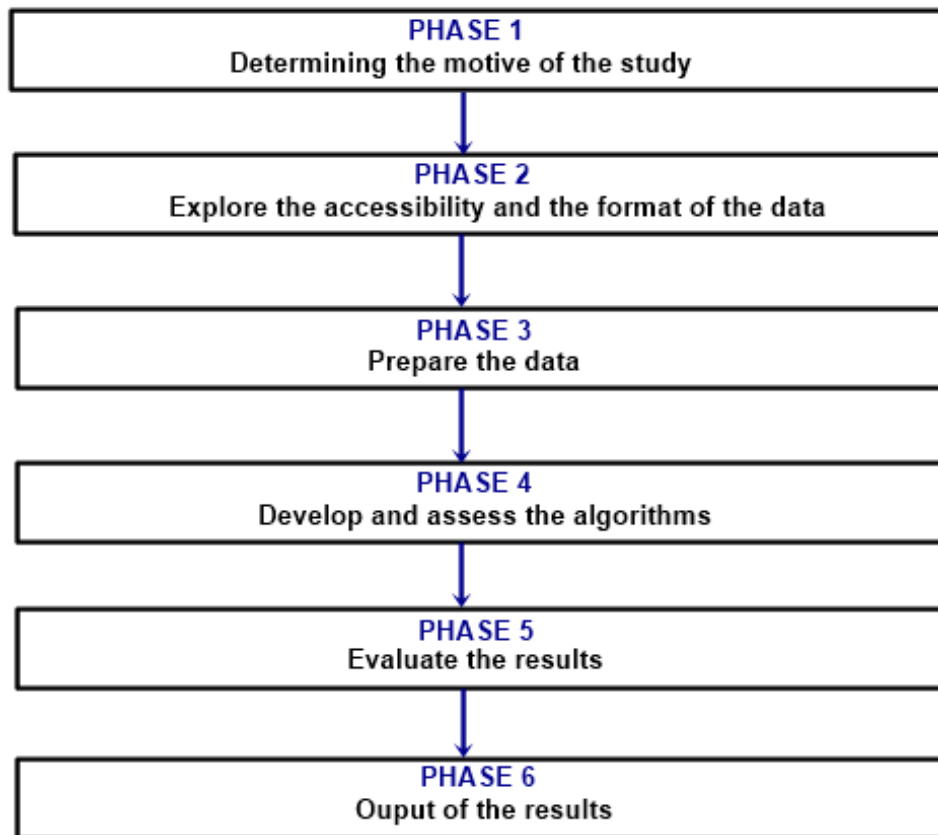 PHASE 1
Determining the motive of the study
PHASE 2
Explore the accessibility and the format of the data
PHASE 3
Prepare the data
PHASE 4
Develop and assess the algorithms
PHASE 5
Evaluate the results
PHASE 6
Ouput of the results